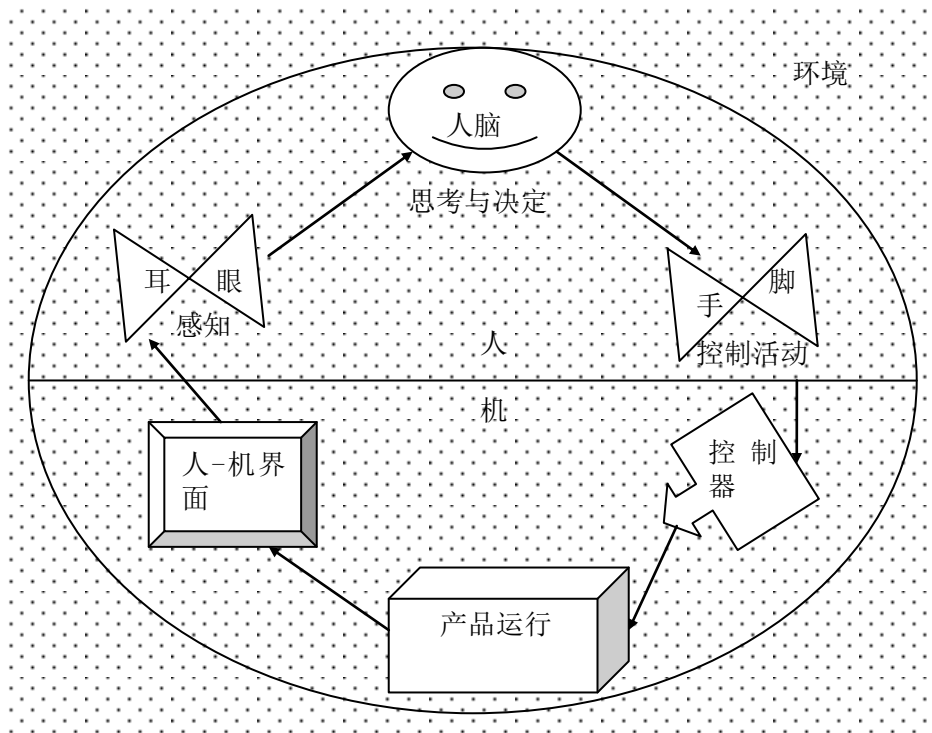 环境
人脑
思考与决定
耳 眼
感知
手 脚
控制活动
人
机
人-机界
面
控 制
器
产品运行